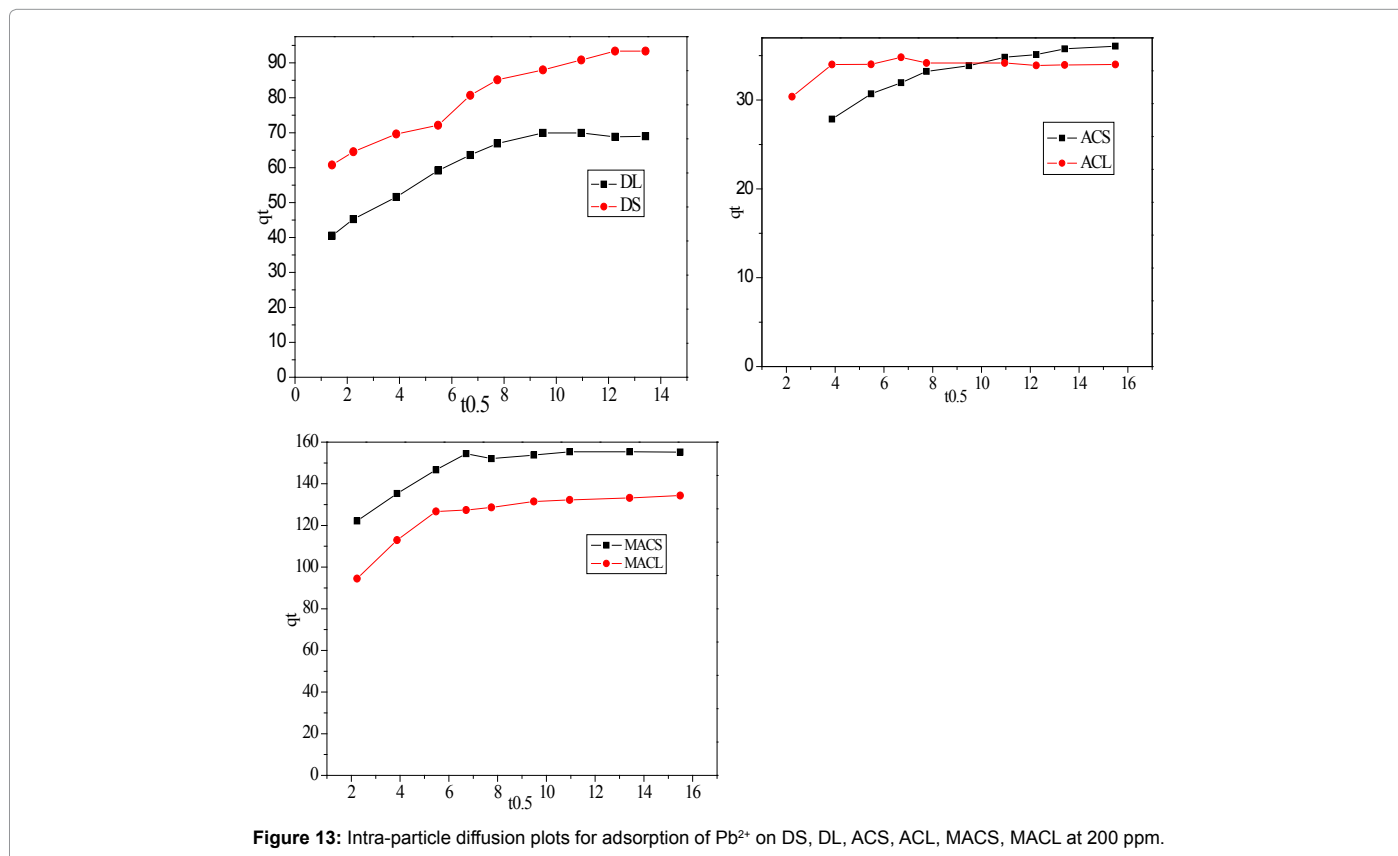 90
80
70
60
50
40
30
20
10
0
qt
0 2 4 6 8 10 12 14
t0.5
DL
DS
30
20
10
0
qt
2 4 6 8 10 12 14 16
t0.5
ACS
ACL
160
140
120
100
80
60
40
20
0
qt
2 4 6 8 10 12 14 16
t0.5
MACS
MACL
Figure 13: Intra-particle diffusion plots for adsorption of Pb²⁺ on DS, DL, ACS, ACL, MACS, MACL at 200 ppm.